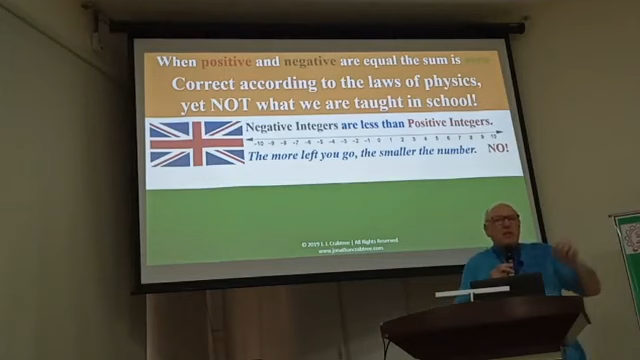 When positive and negative are equal the sum is
Correct according to the laws of physics,
yet NOT what we are taught in school!
Negative Integers are less than Positive Integers.
-10 -9 -8 -7 -6 -5 -4 -3 -2 -1 0 1 2 3 4 5 6 7 8 9 10
The more left you go, the smaller the number. NO!
© 2019 J. J. Crabtree | All Rights Reserved.
www.jonathancrabtree.com